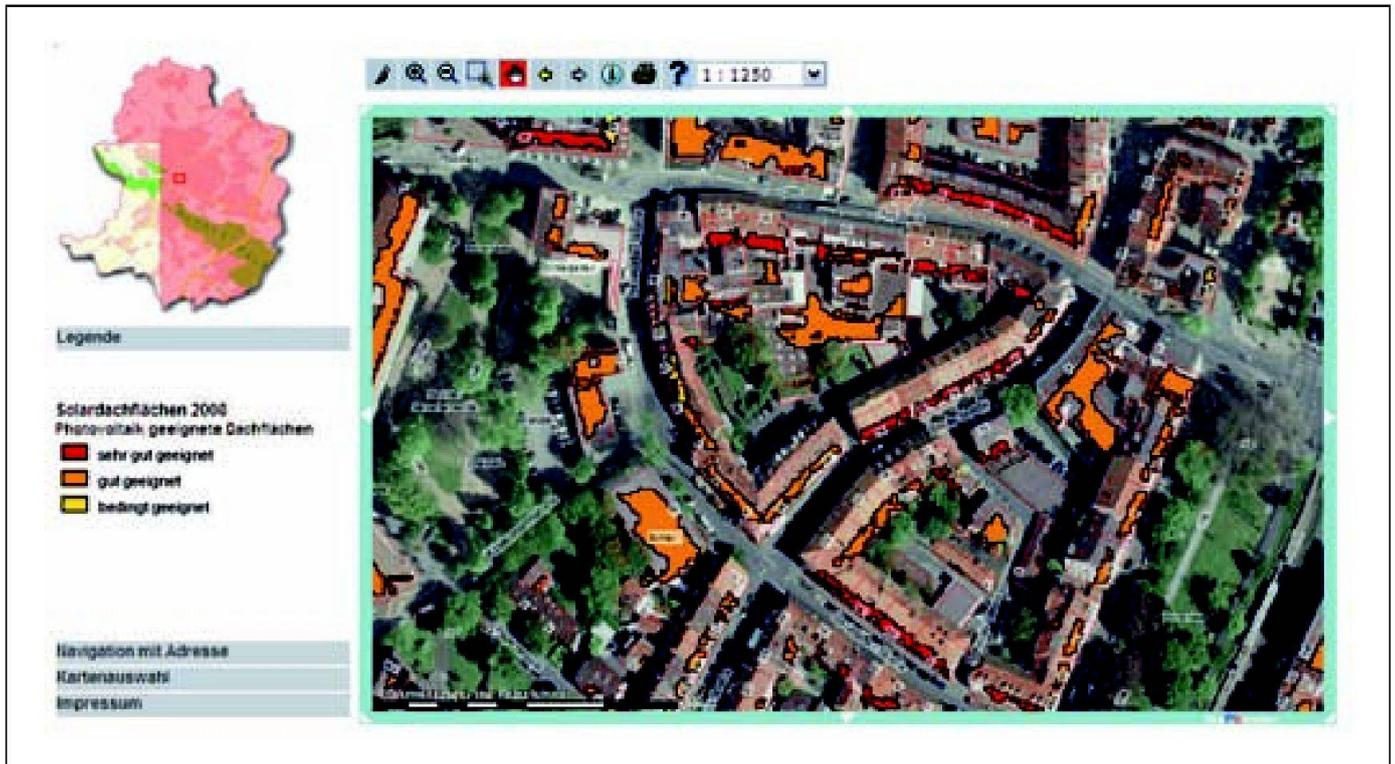 ? 1 : 1250
Legende
Solardachflächen 2008
Photovoltaik geeignete Dachflächen
sehr gut geeignet
gut geeignet
bedingt geeignet
Navigation mit Adresse
Kartenauswahl
Impressum